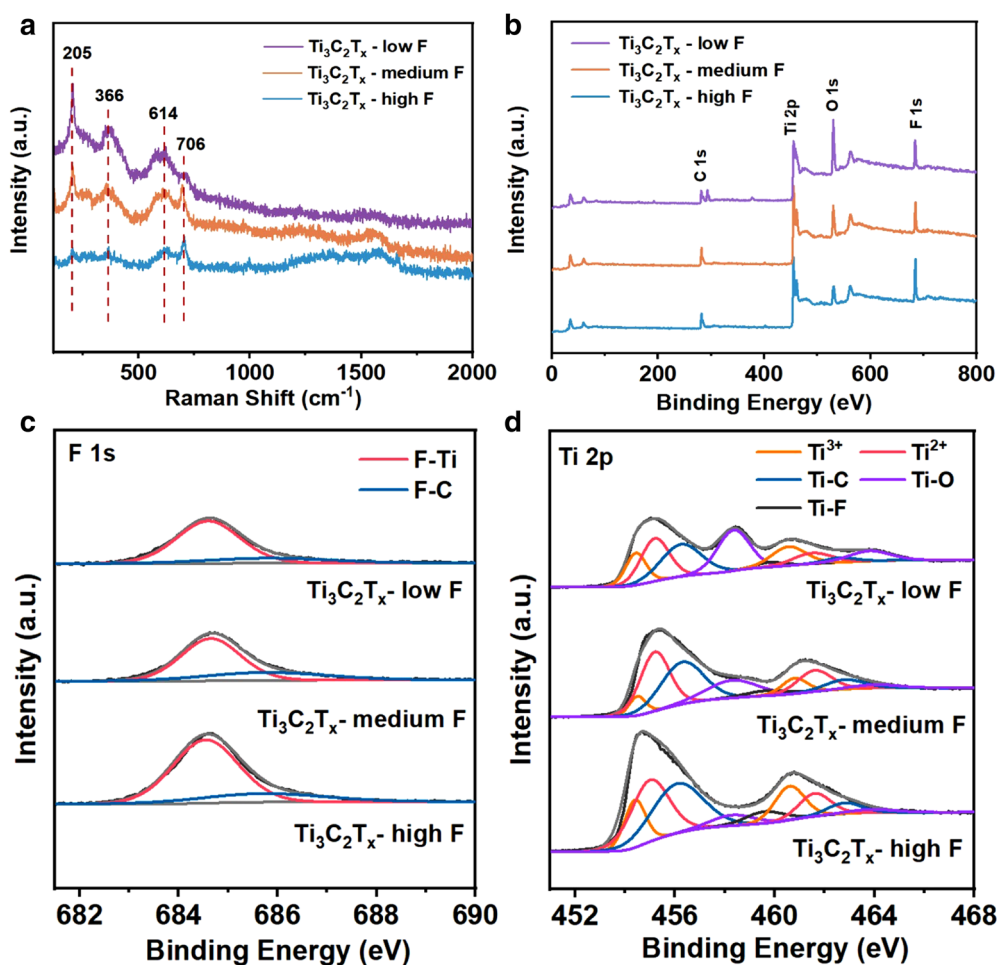 a
Intensity (a.u.)
Ti₃C₂Tₓ - low F
Ti₃C₂Tₓ - medium F
Ti₃C₂Tₓ - high F
205
366
614
706
500
1000
1500
2000
Raman Shift (cm⁻¹)
b
Intensity (a.u.)
Ti₃C₂Tₓ - low F
Ti₃C₂Tₓ - medium F
Ti₃C₂Tₓ - high F
C 1s
Ti 2p
O 1s
F 1s
0
200
400
600
800
Binding Energy (eV)
c
Intensity (a.u.)
F 1s
F-Ti
F-C
Ti₃C₂Tₓ- low F
Ti₃C₂Tₓ- medium F
Ti₃C₂Tₓ- high F
682
684
686
688
690
Binding Energy (eV)
d
Intensity (a.u.)
Ti 2p
Ti³⁺
Ti²⁺
Ti-C
Ti-O
Ti-F
Ti₃C₂Tₓ- low F
Ti₃C₂Tₓ- medium F
Ti₃C₂Tₓ- high F
452
456
460
464
468
Binding Energy (eV)